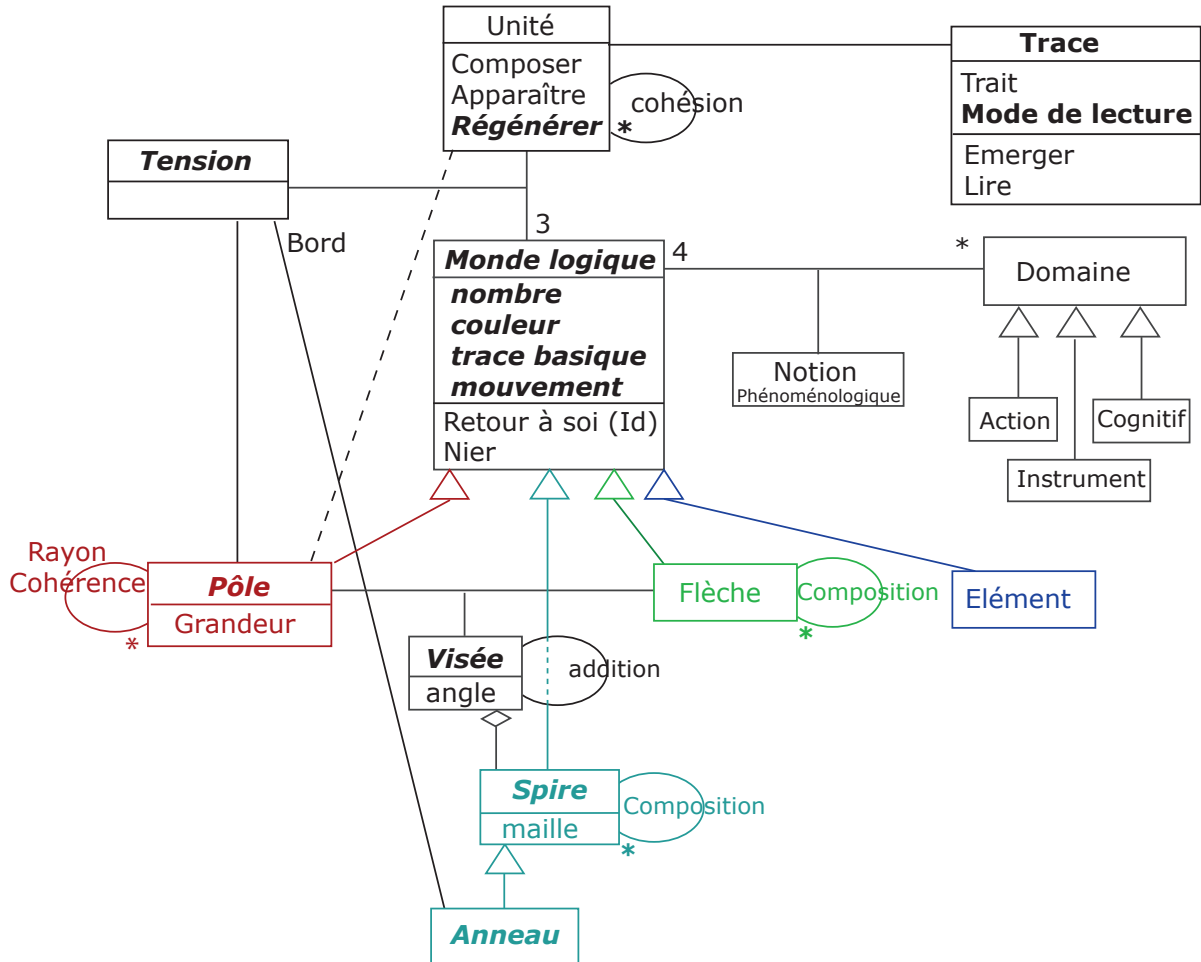 Unité
Composer
Apparaître
Régénérer
*
cohésion
Trace
Trait
Mode de lecture
Emerger
Lire
Tension
Bord
3
Monde logique
4
nombre
couleur
trace basique
mouvement
Retour à soi (Id)
Nier
*
Domaine
Notion
Phénoménologique
Action
Cognitif
Instrument
Rayon
Cohérence
*
Pôle
Grandeur
Flèche
Composition
*
Elément
Visée
angle
addition
Spire
maille
Composition
*
Anneau